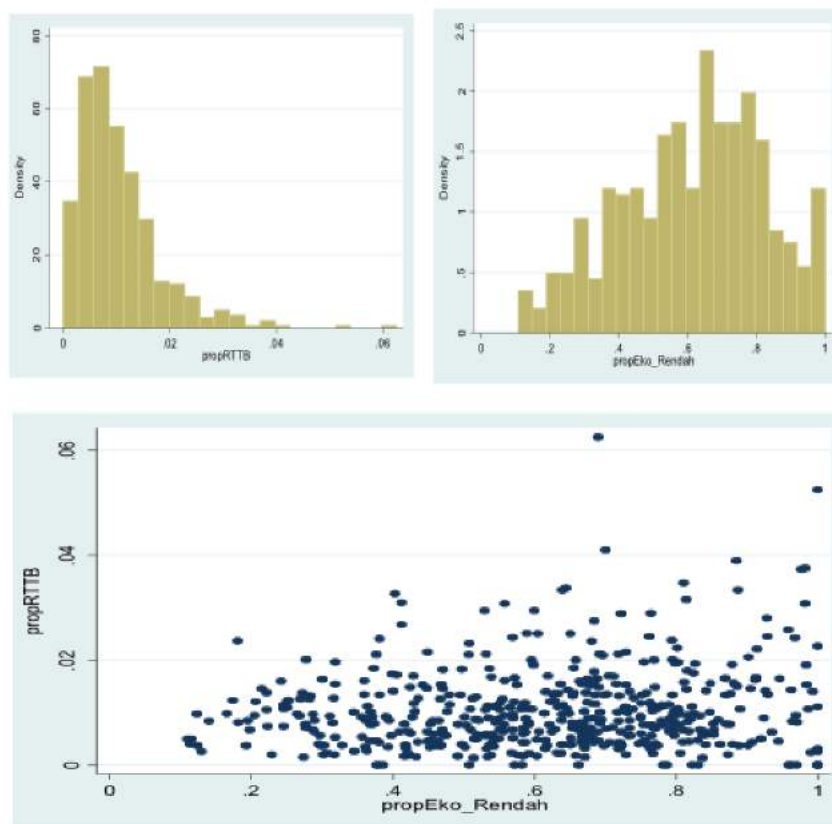 80
60
40
20
0
Density
0 .02 .04 .06
propRTTB
2.5
2
1.5
1
.5
0
Density
0 .2 .4 .6 .8 1
propEko_Rendah
.06
.04
.02
0
propRTTB
0 .2 .4 .6 .8 1
propEko_Rendah